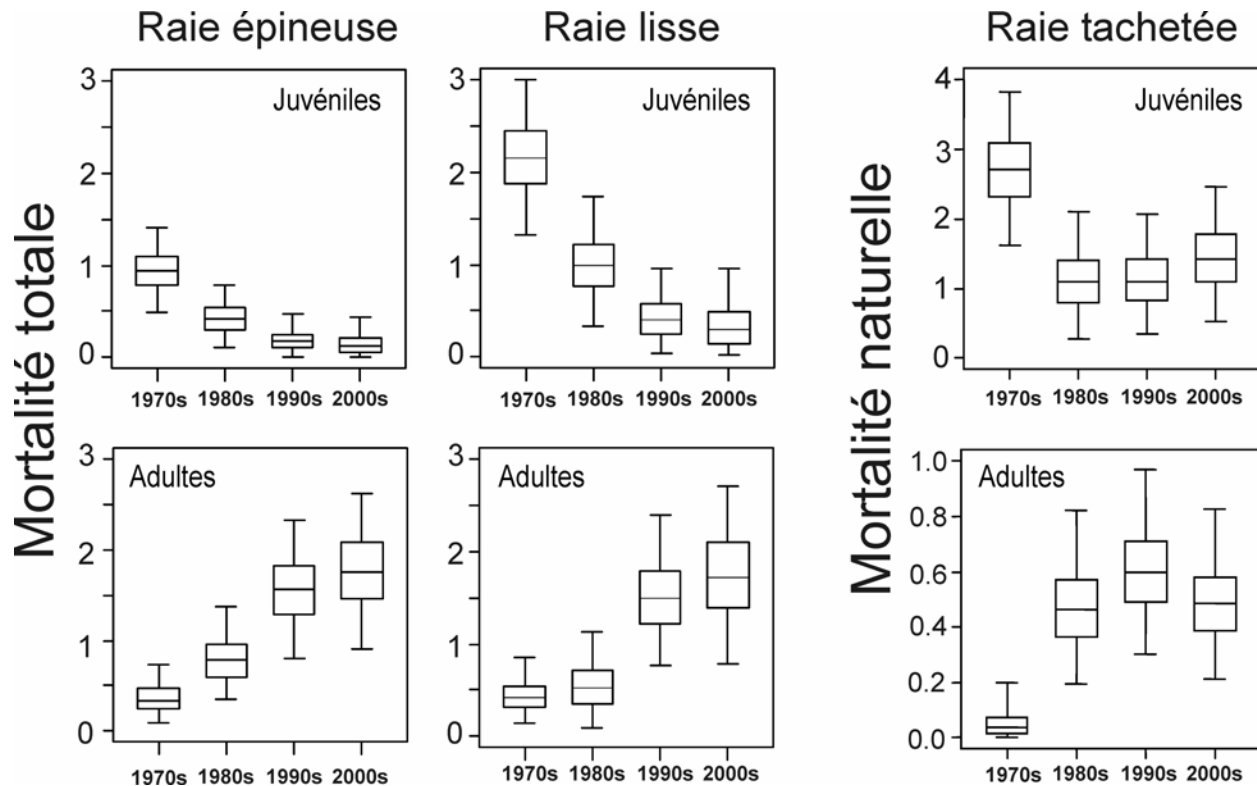 Raie épineuse
Raie lisse
Raie tachetée
Mortalité totale
3
2
1
0
Juvéniles
1970s 1980s 1990s 2000s
3
2
1
0
Juvéniles
1970s 1980s 1990s 2000s
Mortalité naturelle
4
3
2
1
0
Juvéniles
1970s 1980s 1990s 2000s
3
2
1
0
Adultes
1970s 1980s 1990s 2000s
3
2
1
0
Adultes
1970s 1980s 1990s 2000s
1.0
0.8
0.6
0.4
0.2
0.0
Adultes
1970s 1980s 1990s 2000s